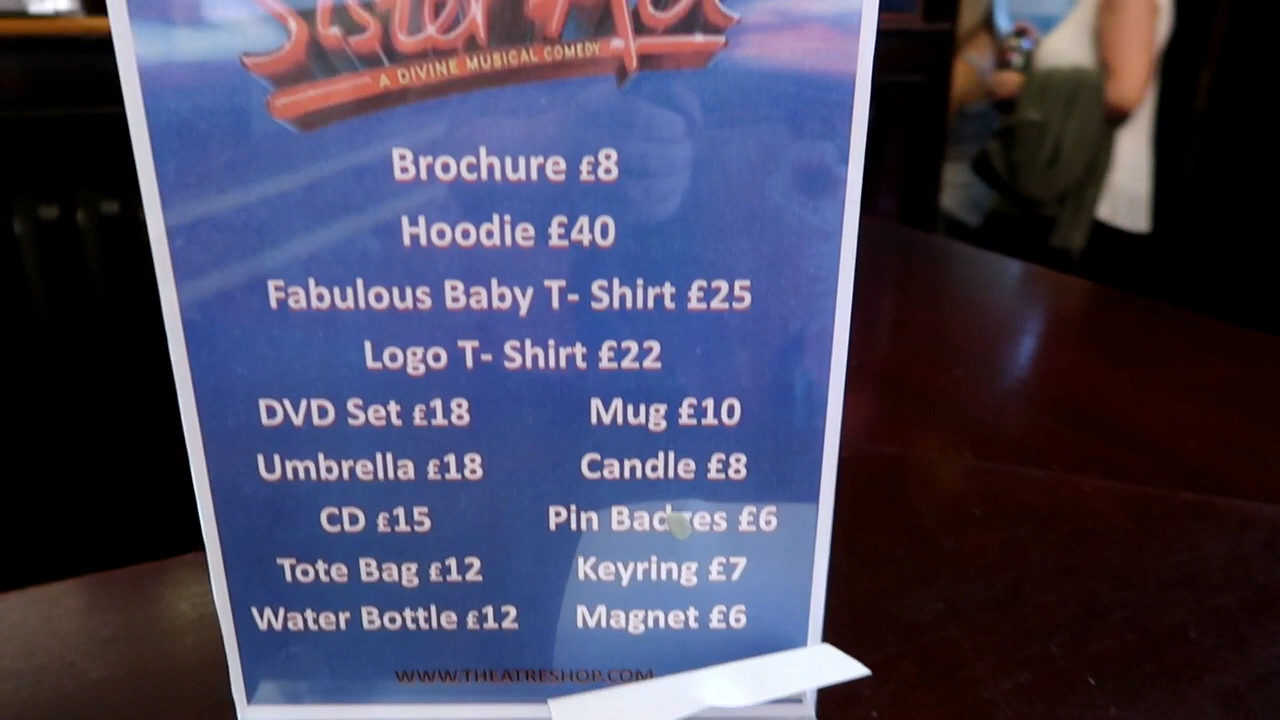 Sister Act
A DIVINE MUSICAL COMEDY
Brochure £8
Hoodie £40
Fabulous Baby T- Shirt £25
Logo T- Shirt £22
DVD Set £18 Mug £10
Umbrella £18 Candle £8
CD £15 Pin Badges £6
Tote Bag £12 Keyring £7
Water Bottle £12 Magnet £6
WWW.THEATRESHOP.COM